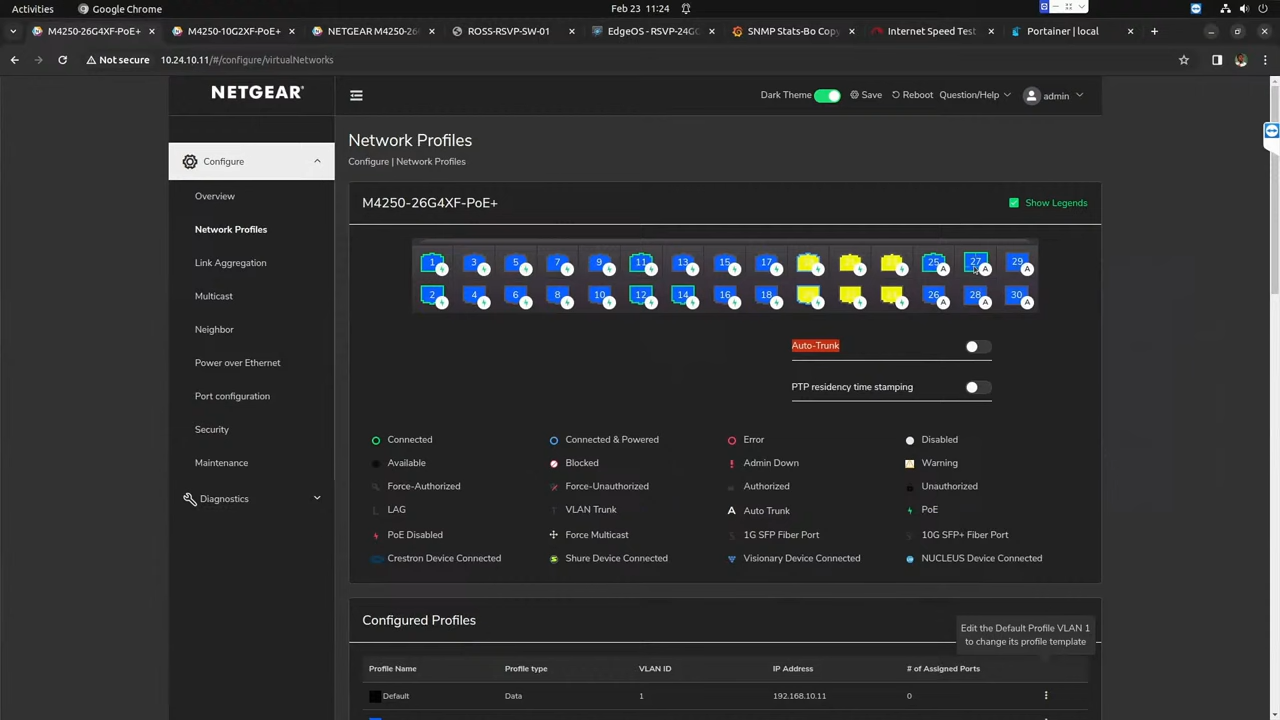 Activities
Google Chrome
Feb 23 11:24
M4250-26G4XF-PoE+
M4250-10G2XF-PoE+
NETGEAR M4250-26
ROSS-RSVP-SW-01
EdgeOS - RSVP-24GC
SNMP Stats-Bo Copy
Internet Speed Test
Portainer | local
Not secure
10.24.10.11/#/configure/virtualNetworks
NETGEAR
Dark Theme
Save
Reboot
Question/Help
admin
Configure
Overview
Network Profiles
Link Aggregation
Multicast
Neighbor
Power over Ethernet
Port configuration
Security
Maintenance
Diagnostics
Network Profiles
Configure | Network Profiles
M4250-26G4XF-PoE+
Show Legends
1 3 5 7 9 11 13 15 17 25 27 29
A A A
2 4 6 8 10 12 14 16 18 26 28 30
A A A
Auto-Trunk
PTP residency time stamping
Connected
Connected & Powered
Error
Disabled
Available
Blocked
Admin Down
Warning
Force-Authorized
Force-Unauthorized
Authorized
Unauthorized
LAG
VLAN Trunk
A Auto Trunk
PoE
PoE Disabled
Force Multicast
1G SFP Fiber Port
10G SFP+ Fiber Port
Crestron Device Connected
Shure Device Connected
Visionary Device Connected
NUCLEUS Device Connected
Configured Profiles
Edit the Default Profile VLAN 1
to change its profile template
Profile Name Profile type VLAN ID IP Address # of Assigned Ports
Default Data 1 192.168.10.11 0